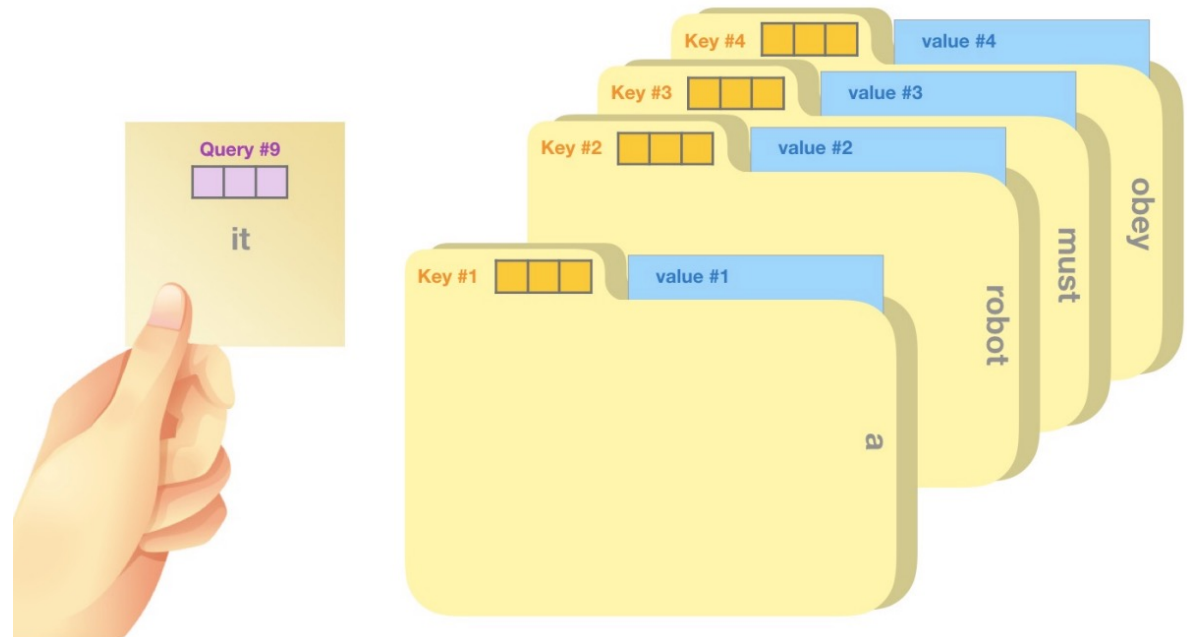 Query #9
it
Key #1
value #1
a
Key #2
value #2
robot
Key #3
value #3
must
Key #4
value #4
obey